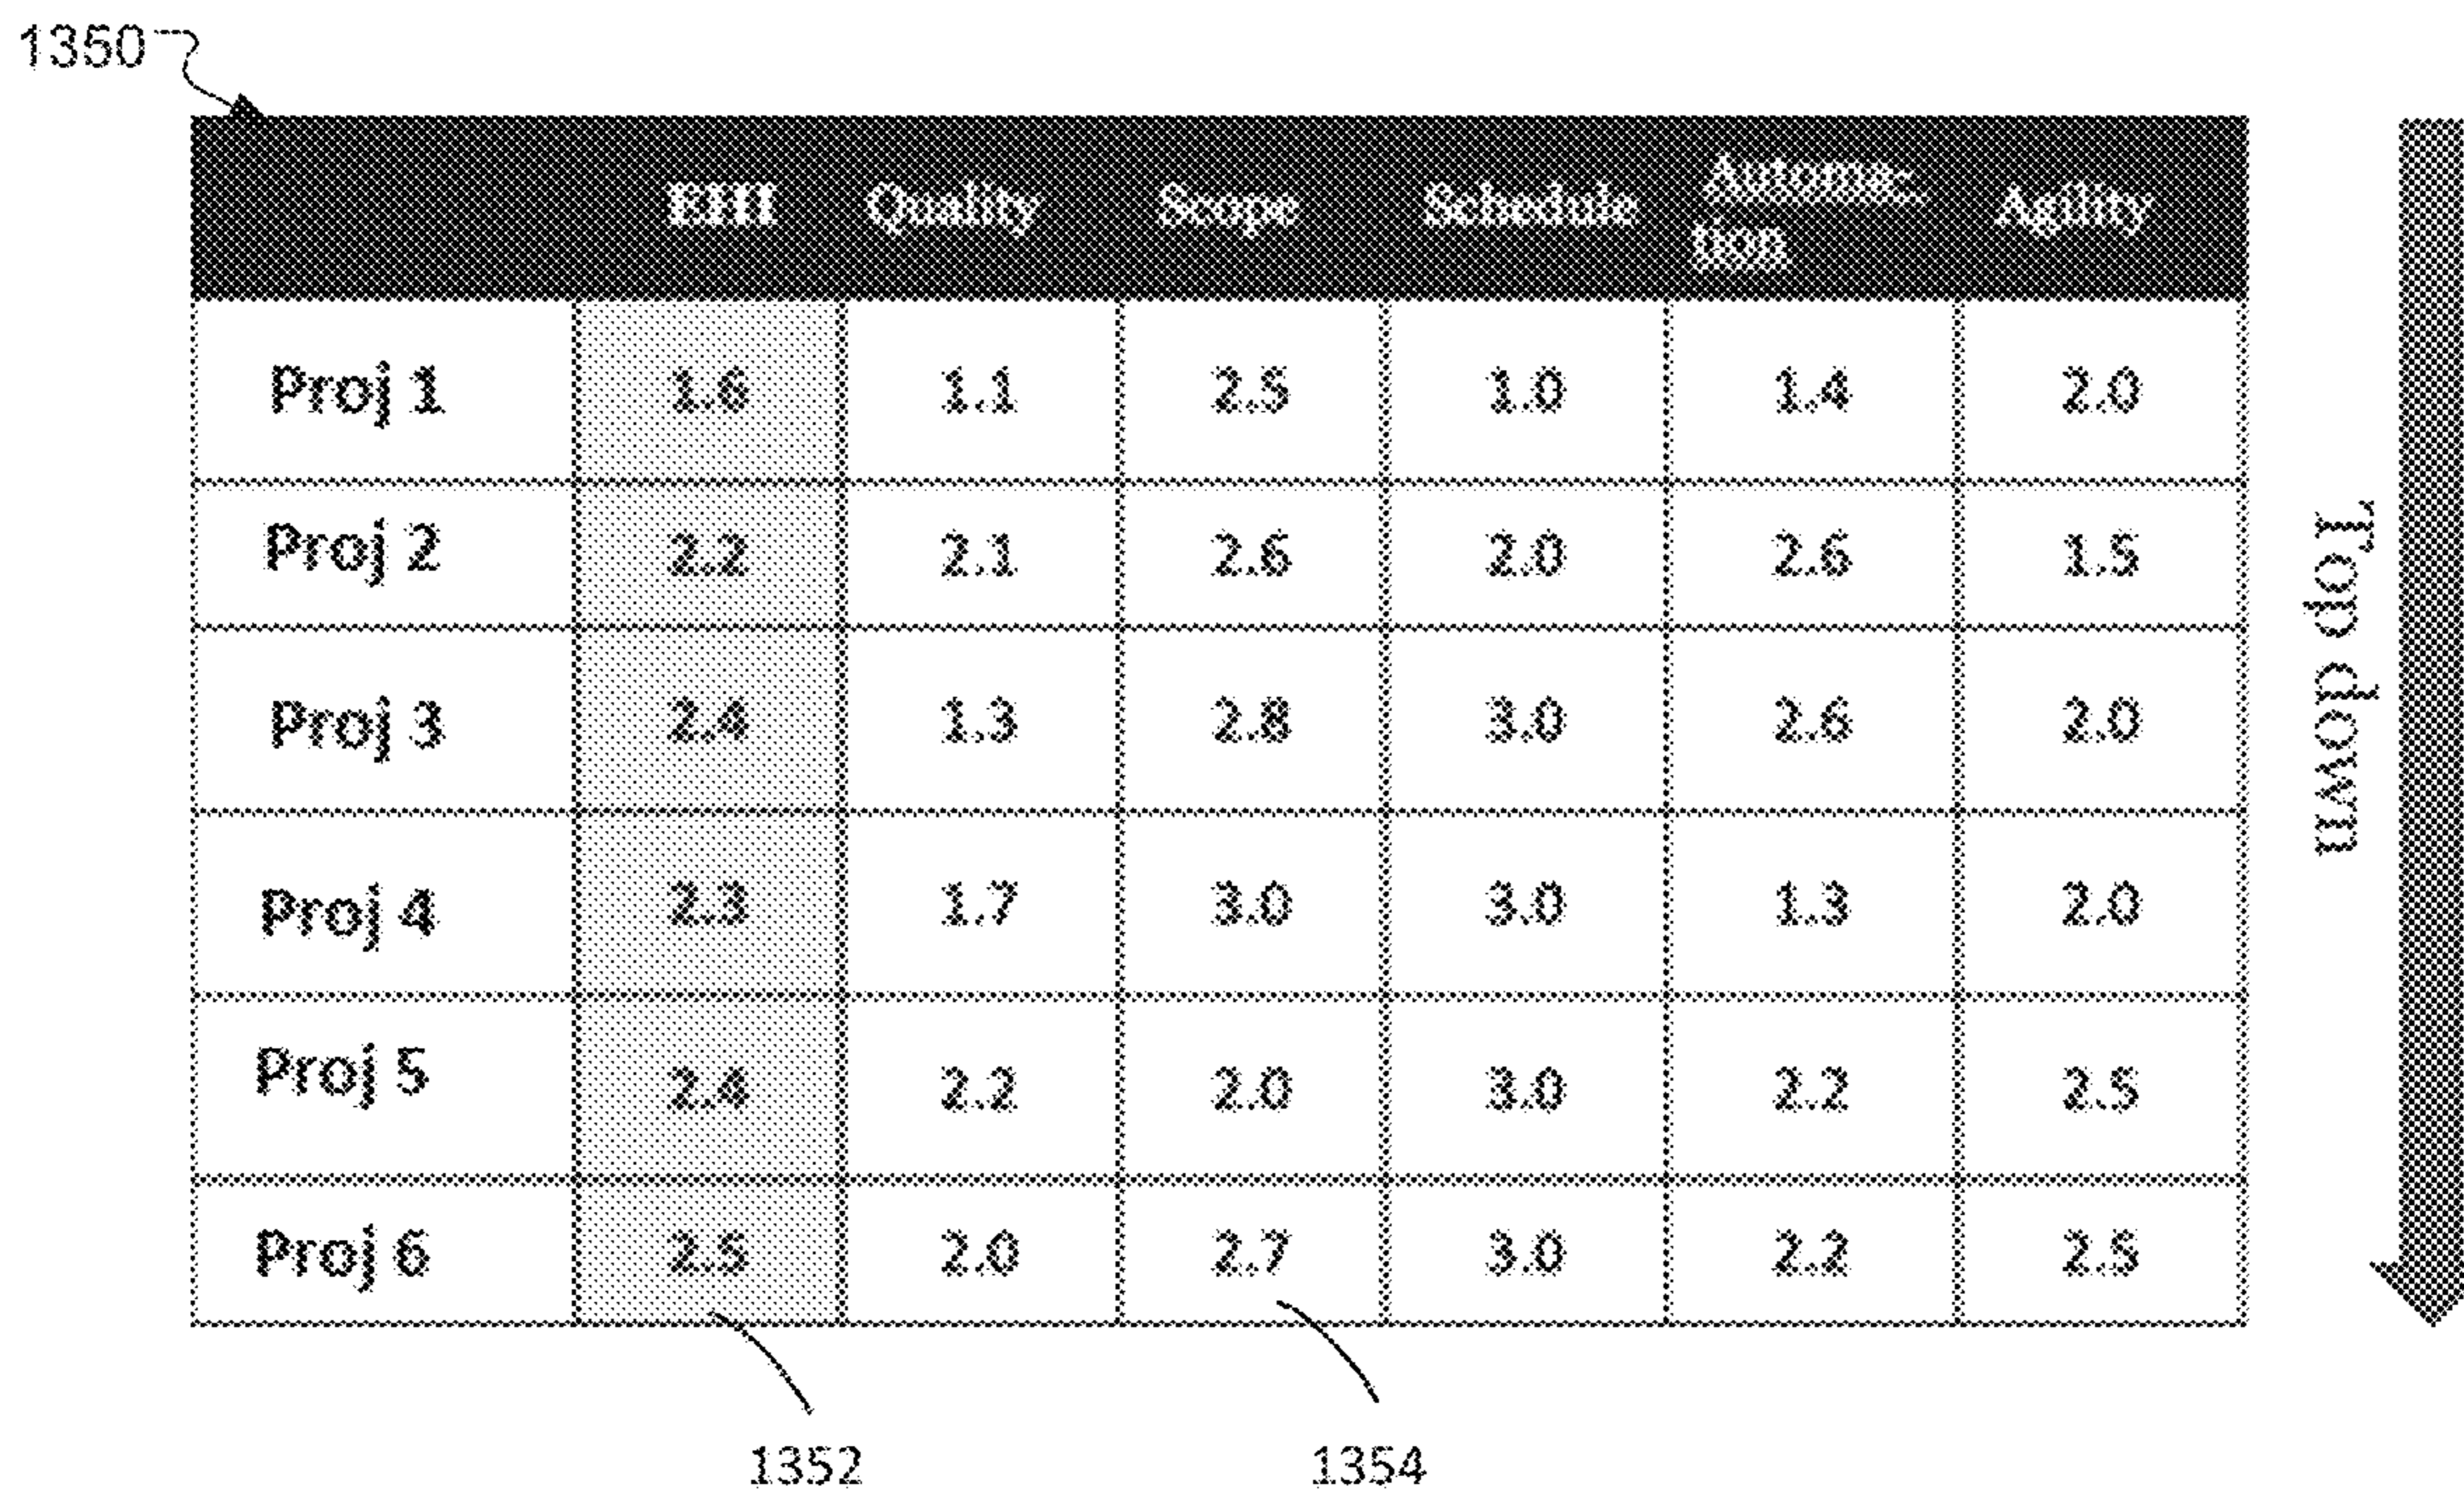 1350
EHI Quality Scope Schedule Automa-
tion Agility
Proj 1 1.6 1.1 2.5 1.0 1.4 2.0
Proj 2 2.2 2.1 2.6 2.0 2.6 1.5
Proj 3 2.4 1.3 2.8 3.0 2.6 2.0
Proj 4 2.3 1.7 3.0 3.0 1.3 2.0
Proj 5 2.4 2.2 2.0 3.0 2.2 2.5
Proj 6 2.5 2.0 2.7 3.0 2.2 2.5
Top down
1352 1354